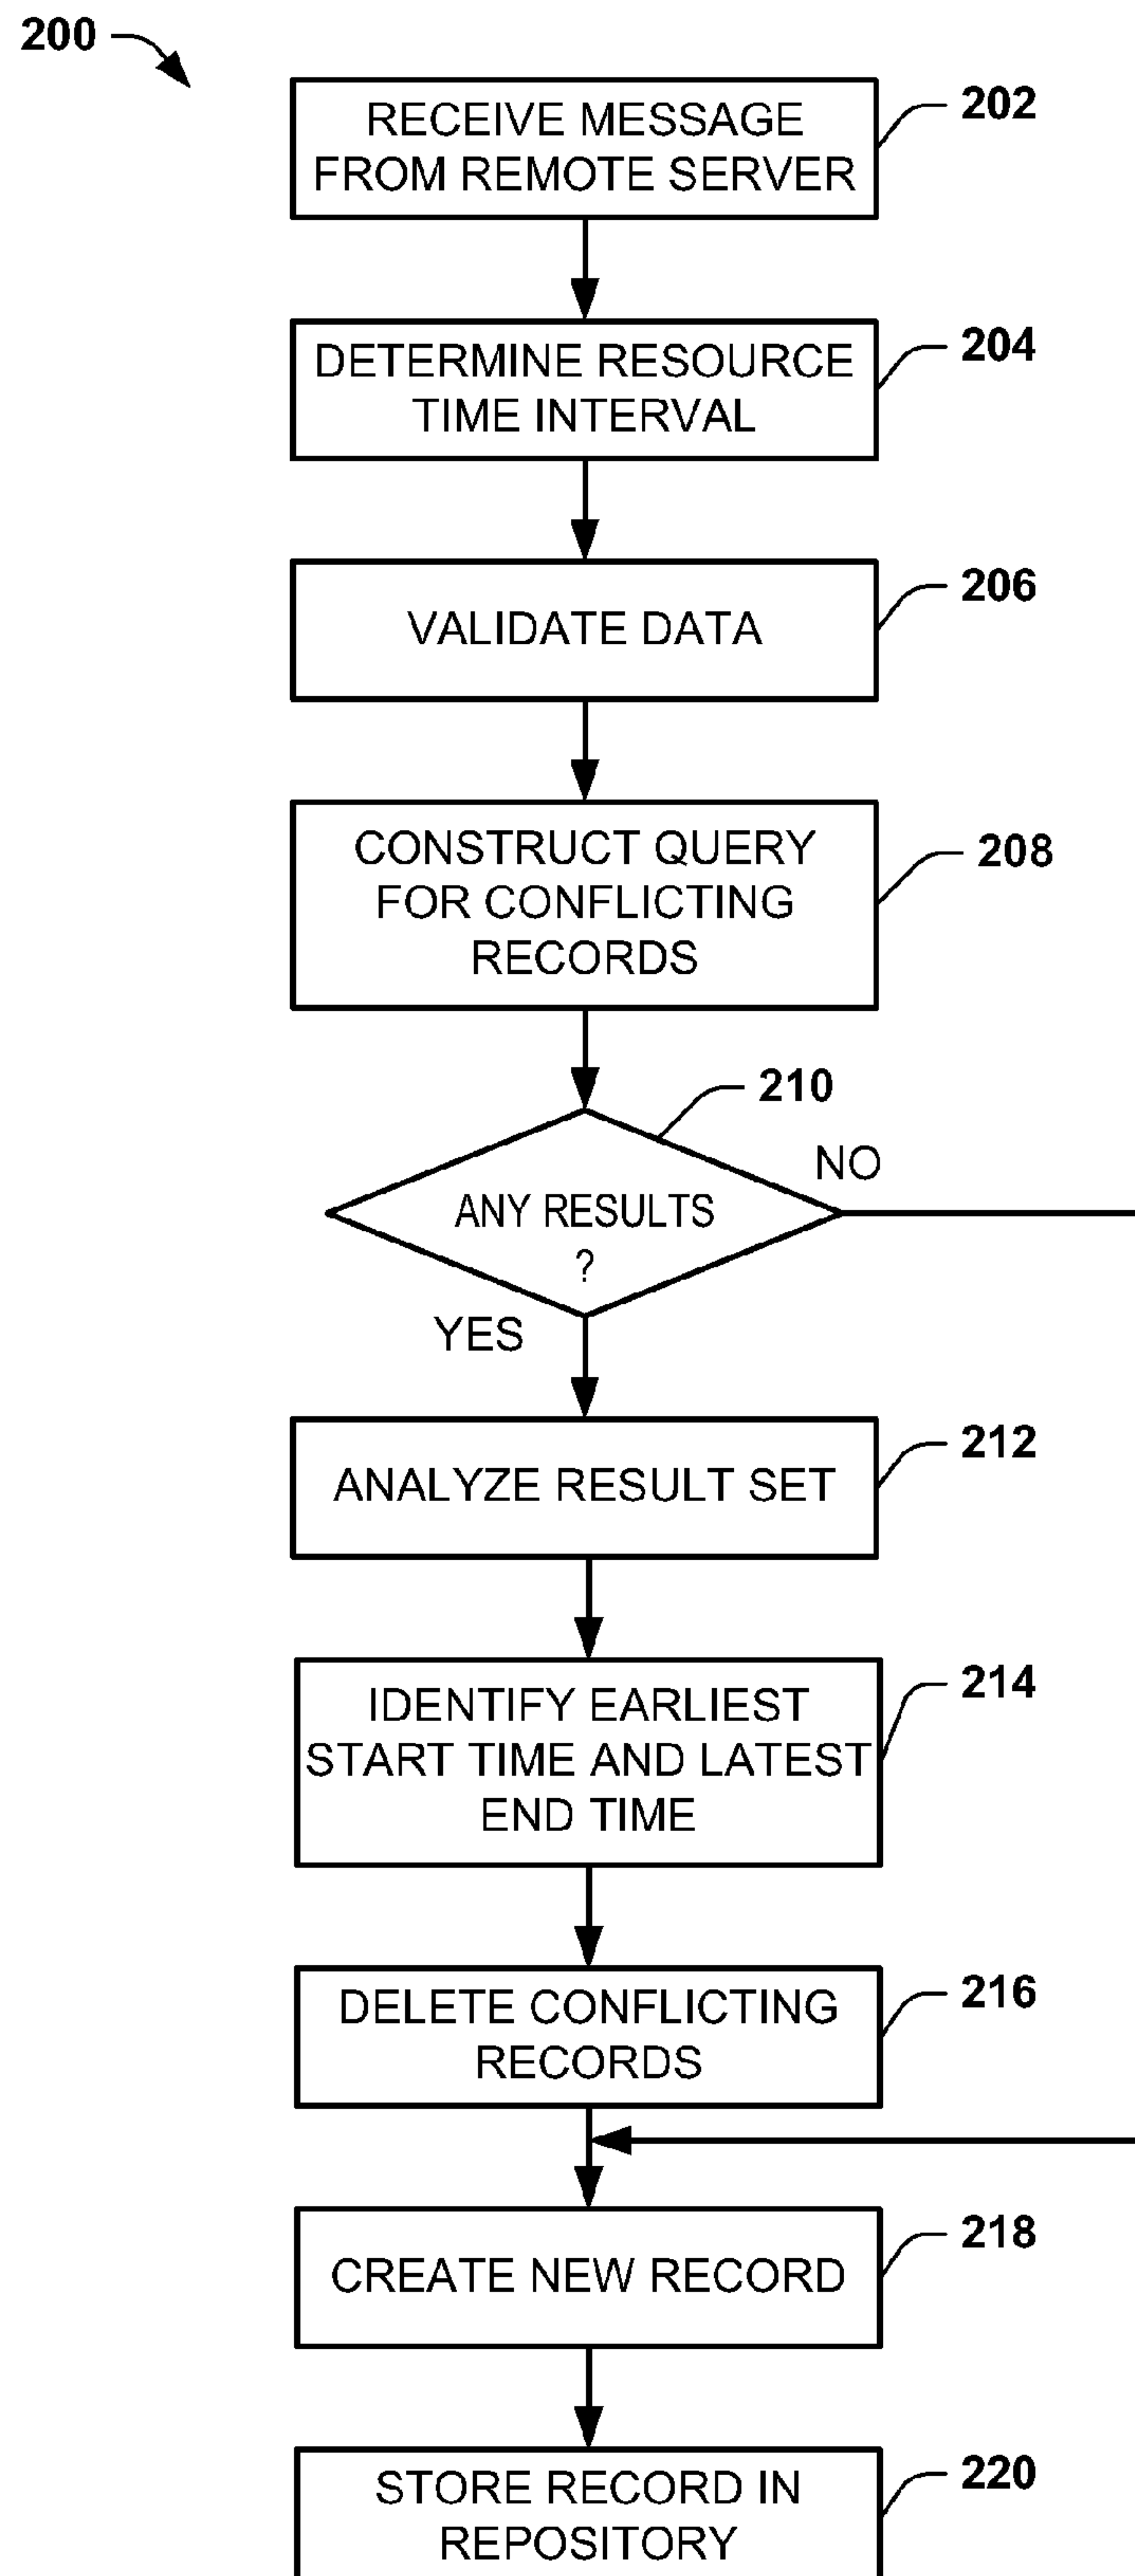 200
RECEIVE MESSAGE
FROM REMOTE SERVER
202
DETERMINE RESOURCE
TIME INTERVAL
204
VALIDATE DATA
206
CONSTRUCT QUERY
FOR CONFLICTING
RECORDS
208
210
NO
ANY RESULTS
?
YES
ANALYZE RESULT SET
212
IDENTIFY EARLIEST
START TIME AND LATEST
END TIME
214
DELETE CONFLICTING
RECORDS
216
CREATE NEW RECORD
218
STORE RECORD IN
REPOSITORY
220